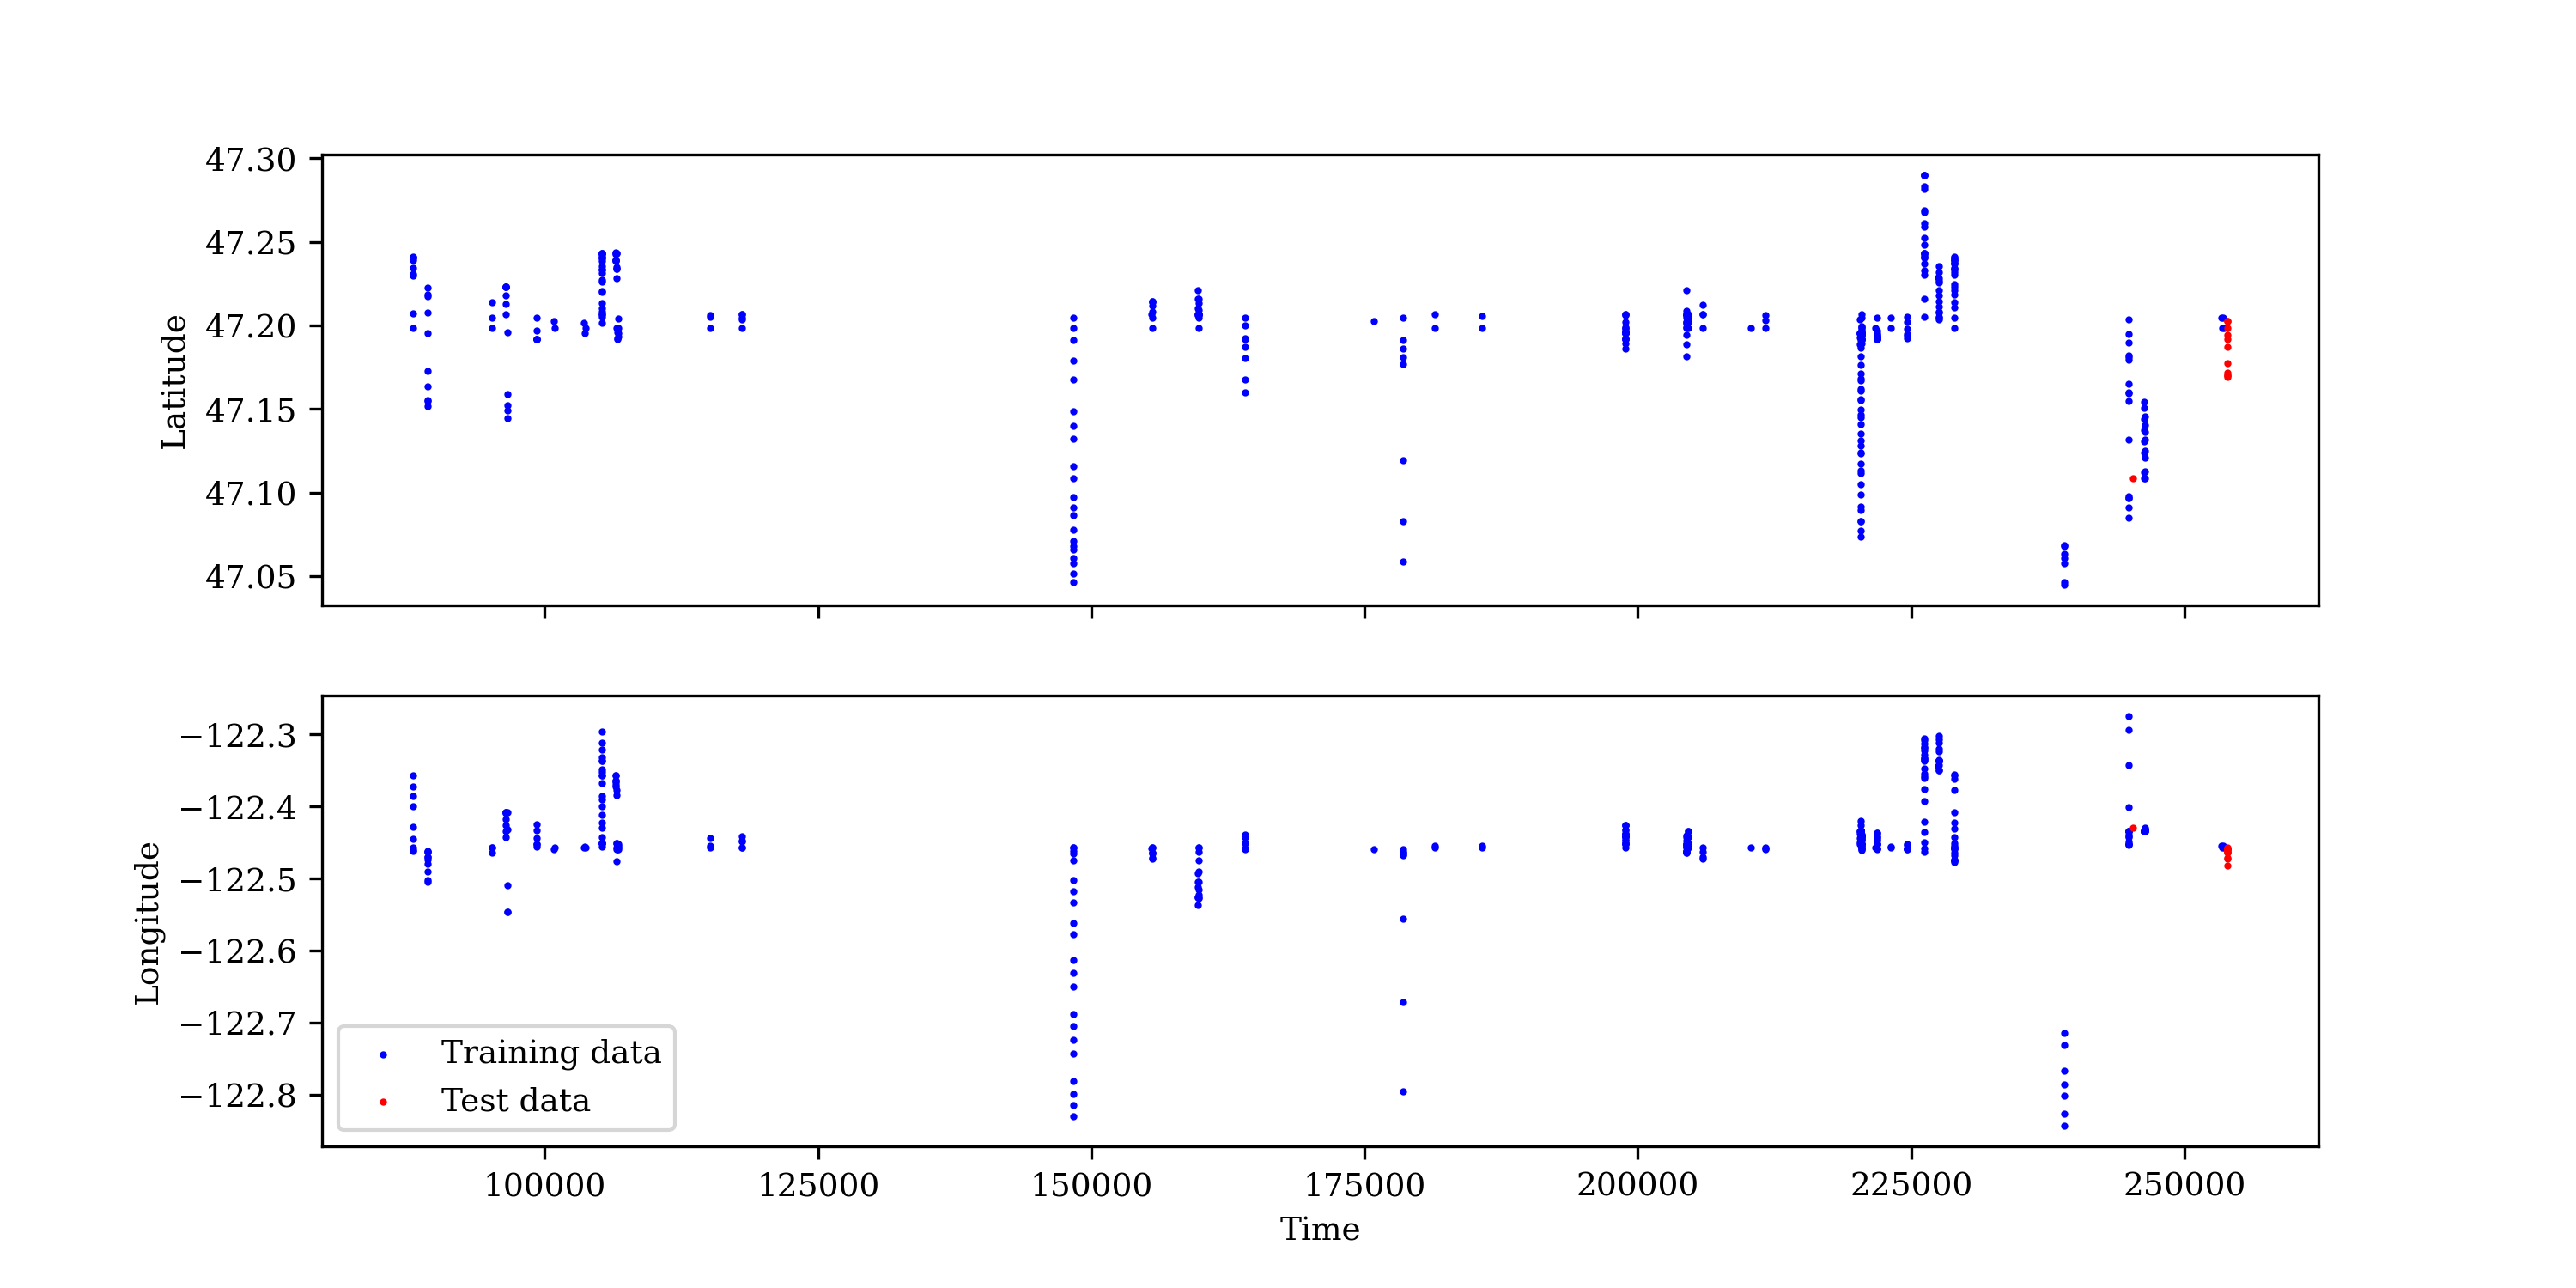 47.30
47.25
47.20
47.15
47.10
47.05
Latitude
−122.3
−122.4
−122.5
−122.6
−122.7
−122.8
Longitude
Training data
Test data
100000 125000 150000 175000 200000 225000 250000
Time